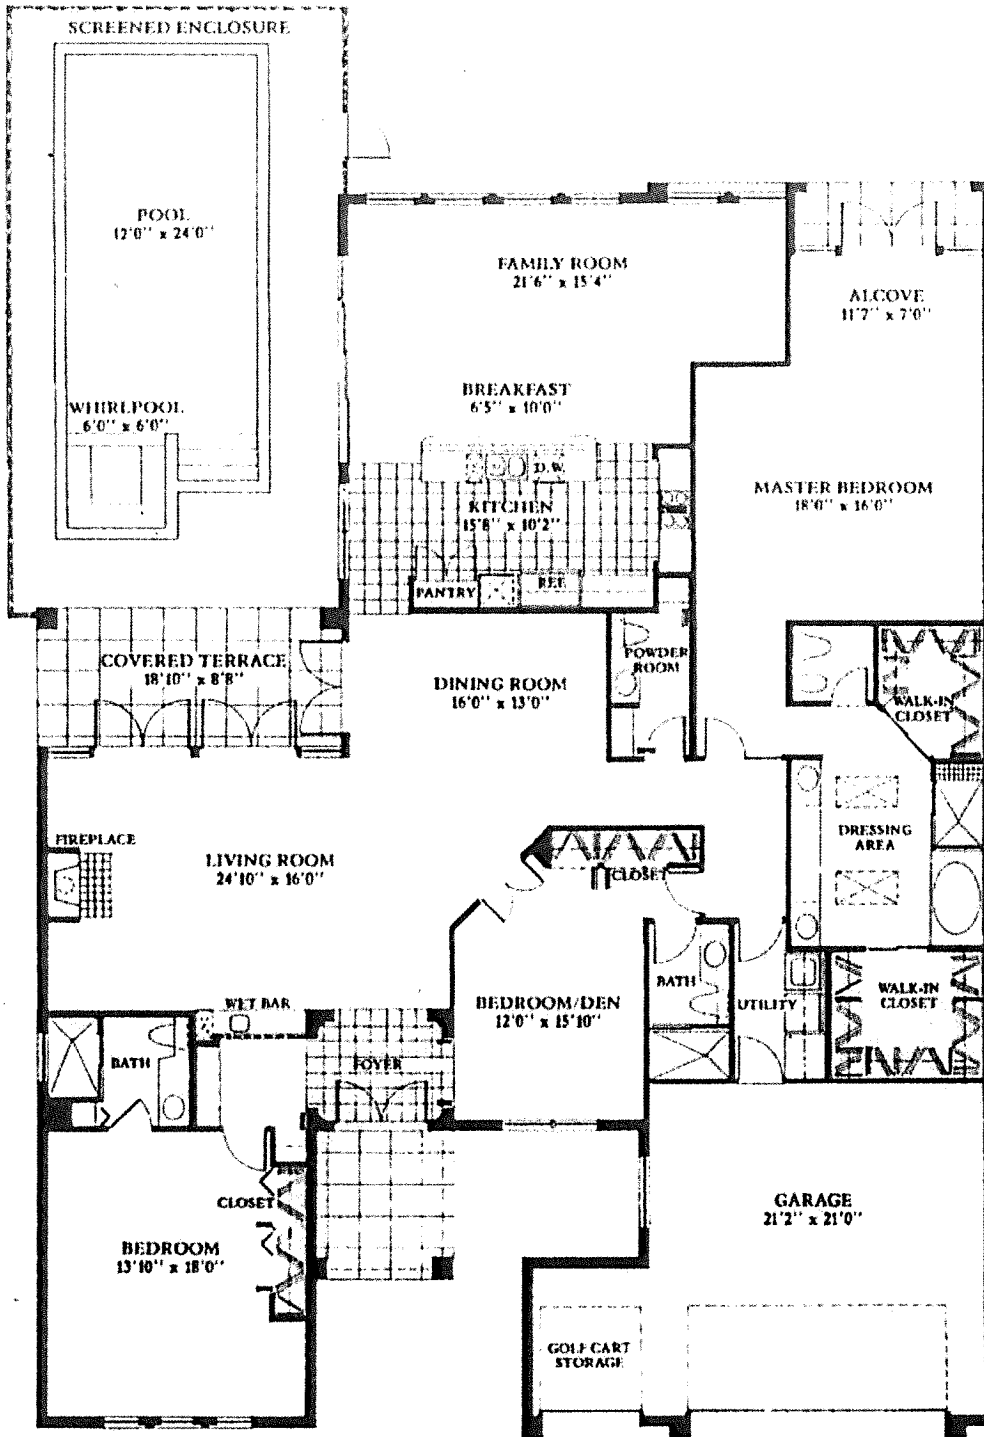 SCREENED ENCLOSURE
POOL
12'0'' x 24'0''
FAMILY ROOM
21'6'' x 15'4''
ALCOVE
11'7'' x 7'0''
WHIRLPOOL
6'0'' x 6'0''
BREAKFAST
6'5'' x 10'0''
D.W.
KITCHEN
15'8'' x 10'2''
MASTER BEDROOM
18'0'' x 16'0''
PANTRY
REF.
COVERED TERRACE
18'10'' x 8'8''
DINING ROOM
16'0'' x 13'0''
POWDER
ROOM
WALK-IN
CLOSET
FIREPLACE
LIVING ROOM
24'10'' x 16'0''
CLOSET
DRESSING
AREA
WET BAR
BEDROOM/DEN
12'0'' x 15'10''
BATH
UTILITY
WALK-IN
CLOSET
BATH
FOYER
CLOSET
BEDROOM
13'10'' x 18'0''
GARAGE
21'2'' x 21'0''
GOLF CART
STORAGE